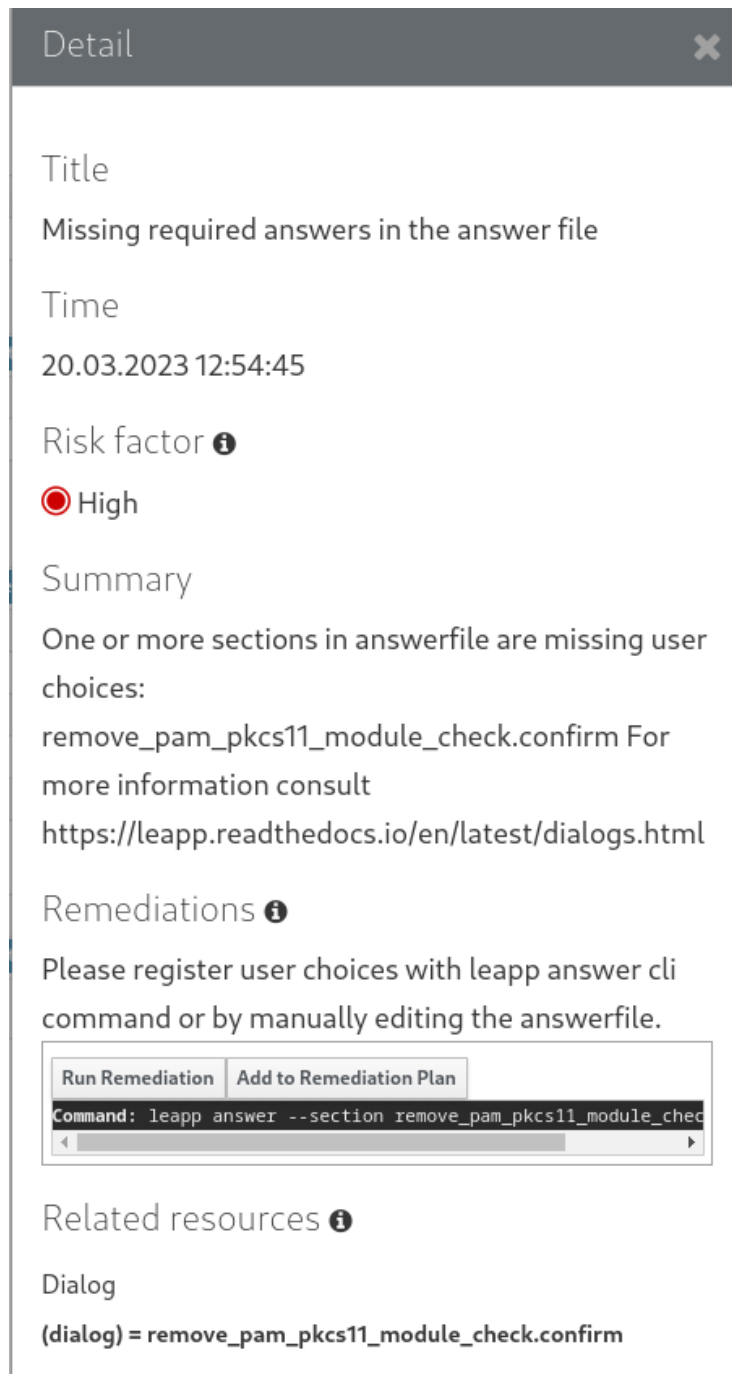 Detail
Title
Missing required answers in the answer file
Time
20.03.2023 12:54:45
Risk factor
High
Summary
One or more sections in answerfile are missing user
choices:
remove_pam_pkcs11_module_check.confirm For
more information consult
https://leapp.readthedocs.io/en/latest/dialogs.html
Remediations
Please register user choices with leapp answer cli
command or by manually editing the answerfile.
Run Remediation Add to Remediation Plan
Command: leapp answer --section remove_pam_pkcs11_module_chec
Related resources
Dialog
(dialog) = remove_pam_pkcs11_module_check.confirm